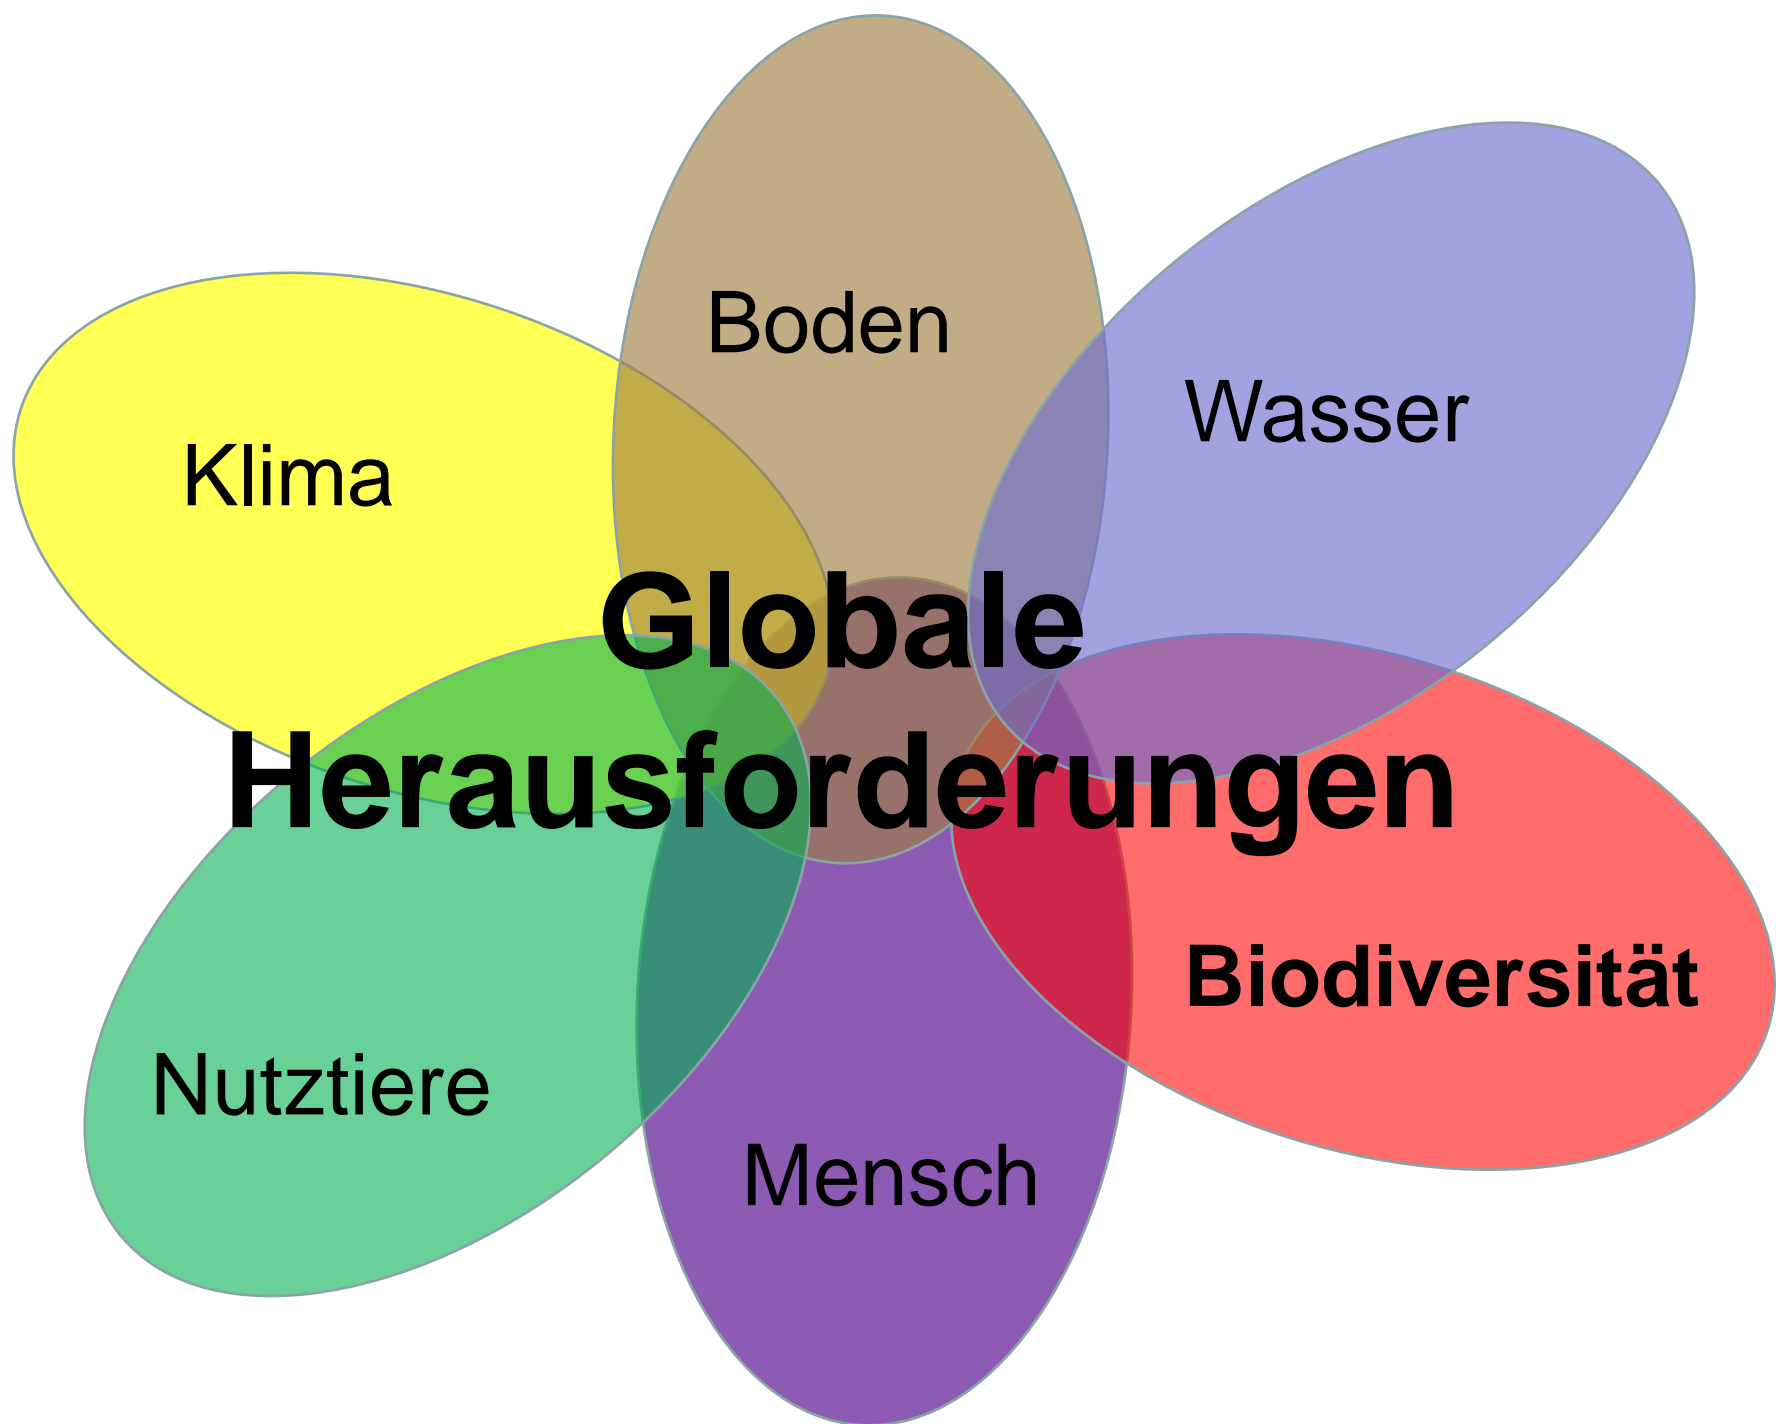 Boden
Wasser
Klima
Globale
Herausforderungen
Biodiversität
Nutztiere
Mensch